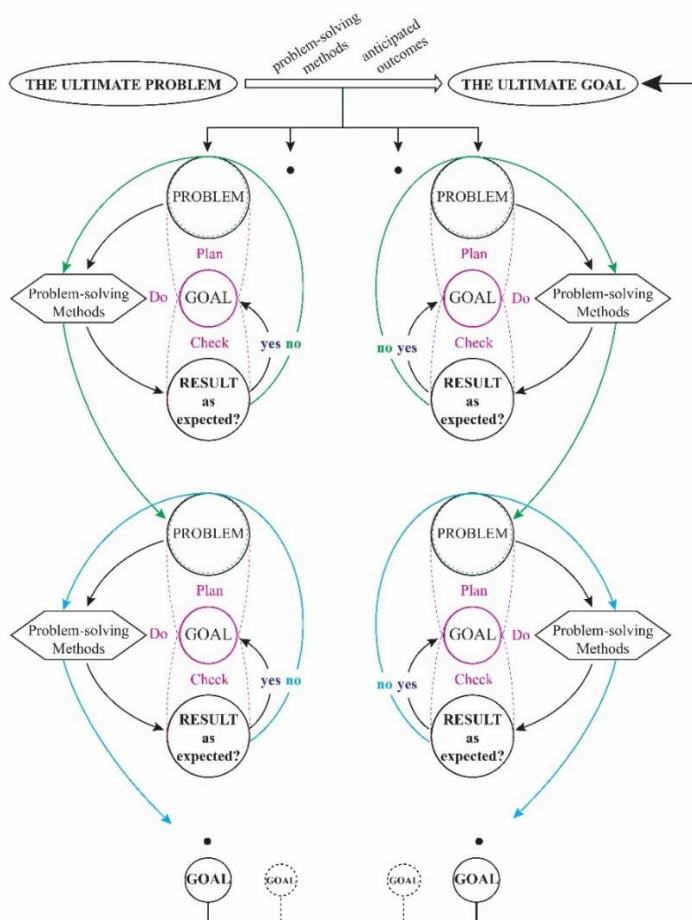 problem-solving
methods
anticipated
outcomes
THE ULTIMATE PROBLEM
THE ULTIMATE GOAL
PROBLEM
PROBLEM
Plan
Plan
Problem-solving
Methods
Do
GOAL
GOAL
Do
Problem-solving
Methods
Check
Check
yes no
no yes
RESULT
as
expected?
RESULT
as
expected?
PROBLEM
PROBLEM
Plan
Plan
Problem-solving
Methods
Do
GOAL
GOAL
Do
Problem-solving
Methods
Check
Check
yes no
no yes
RESULT
as
expected?
RESULT
as
expected?
GOAL
GOAL
GOAL
GOAL